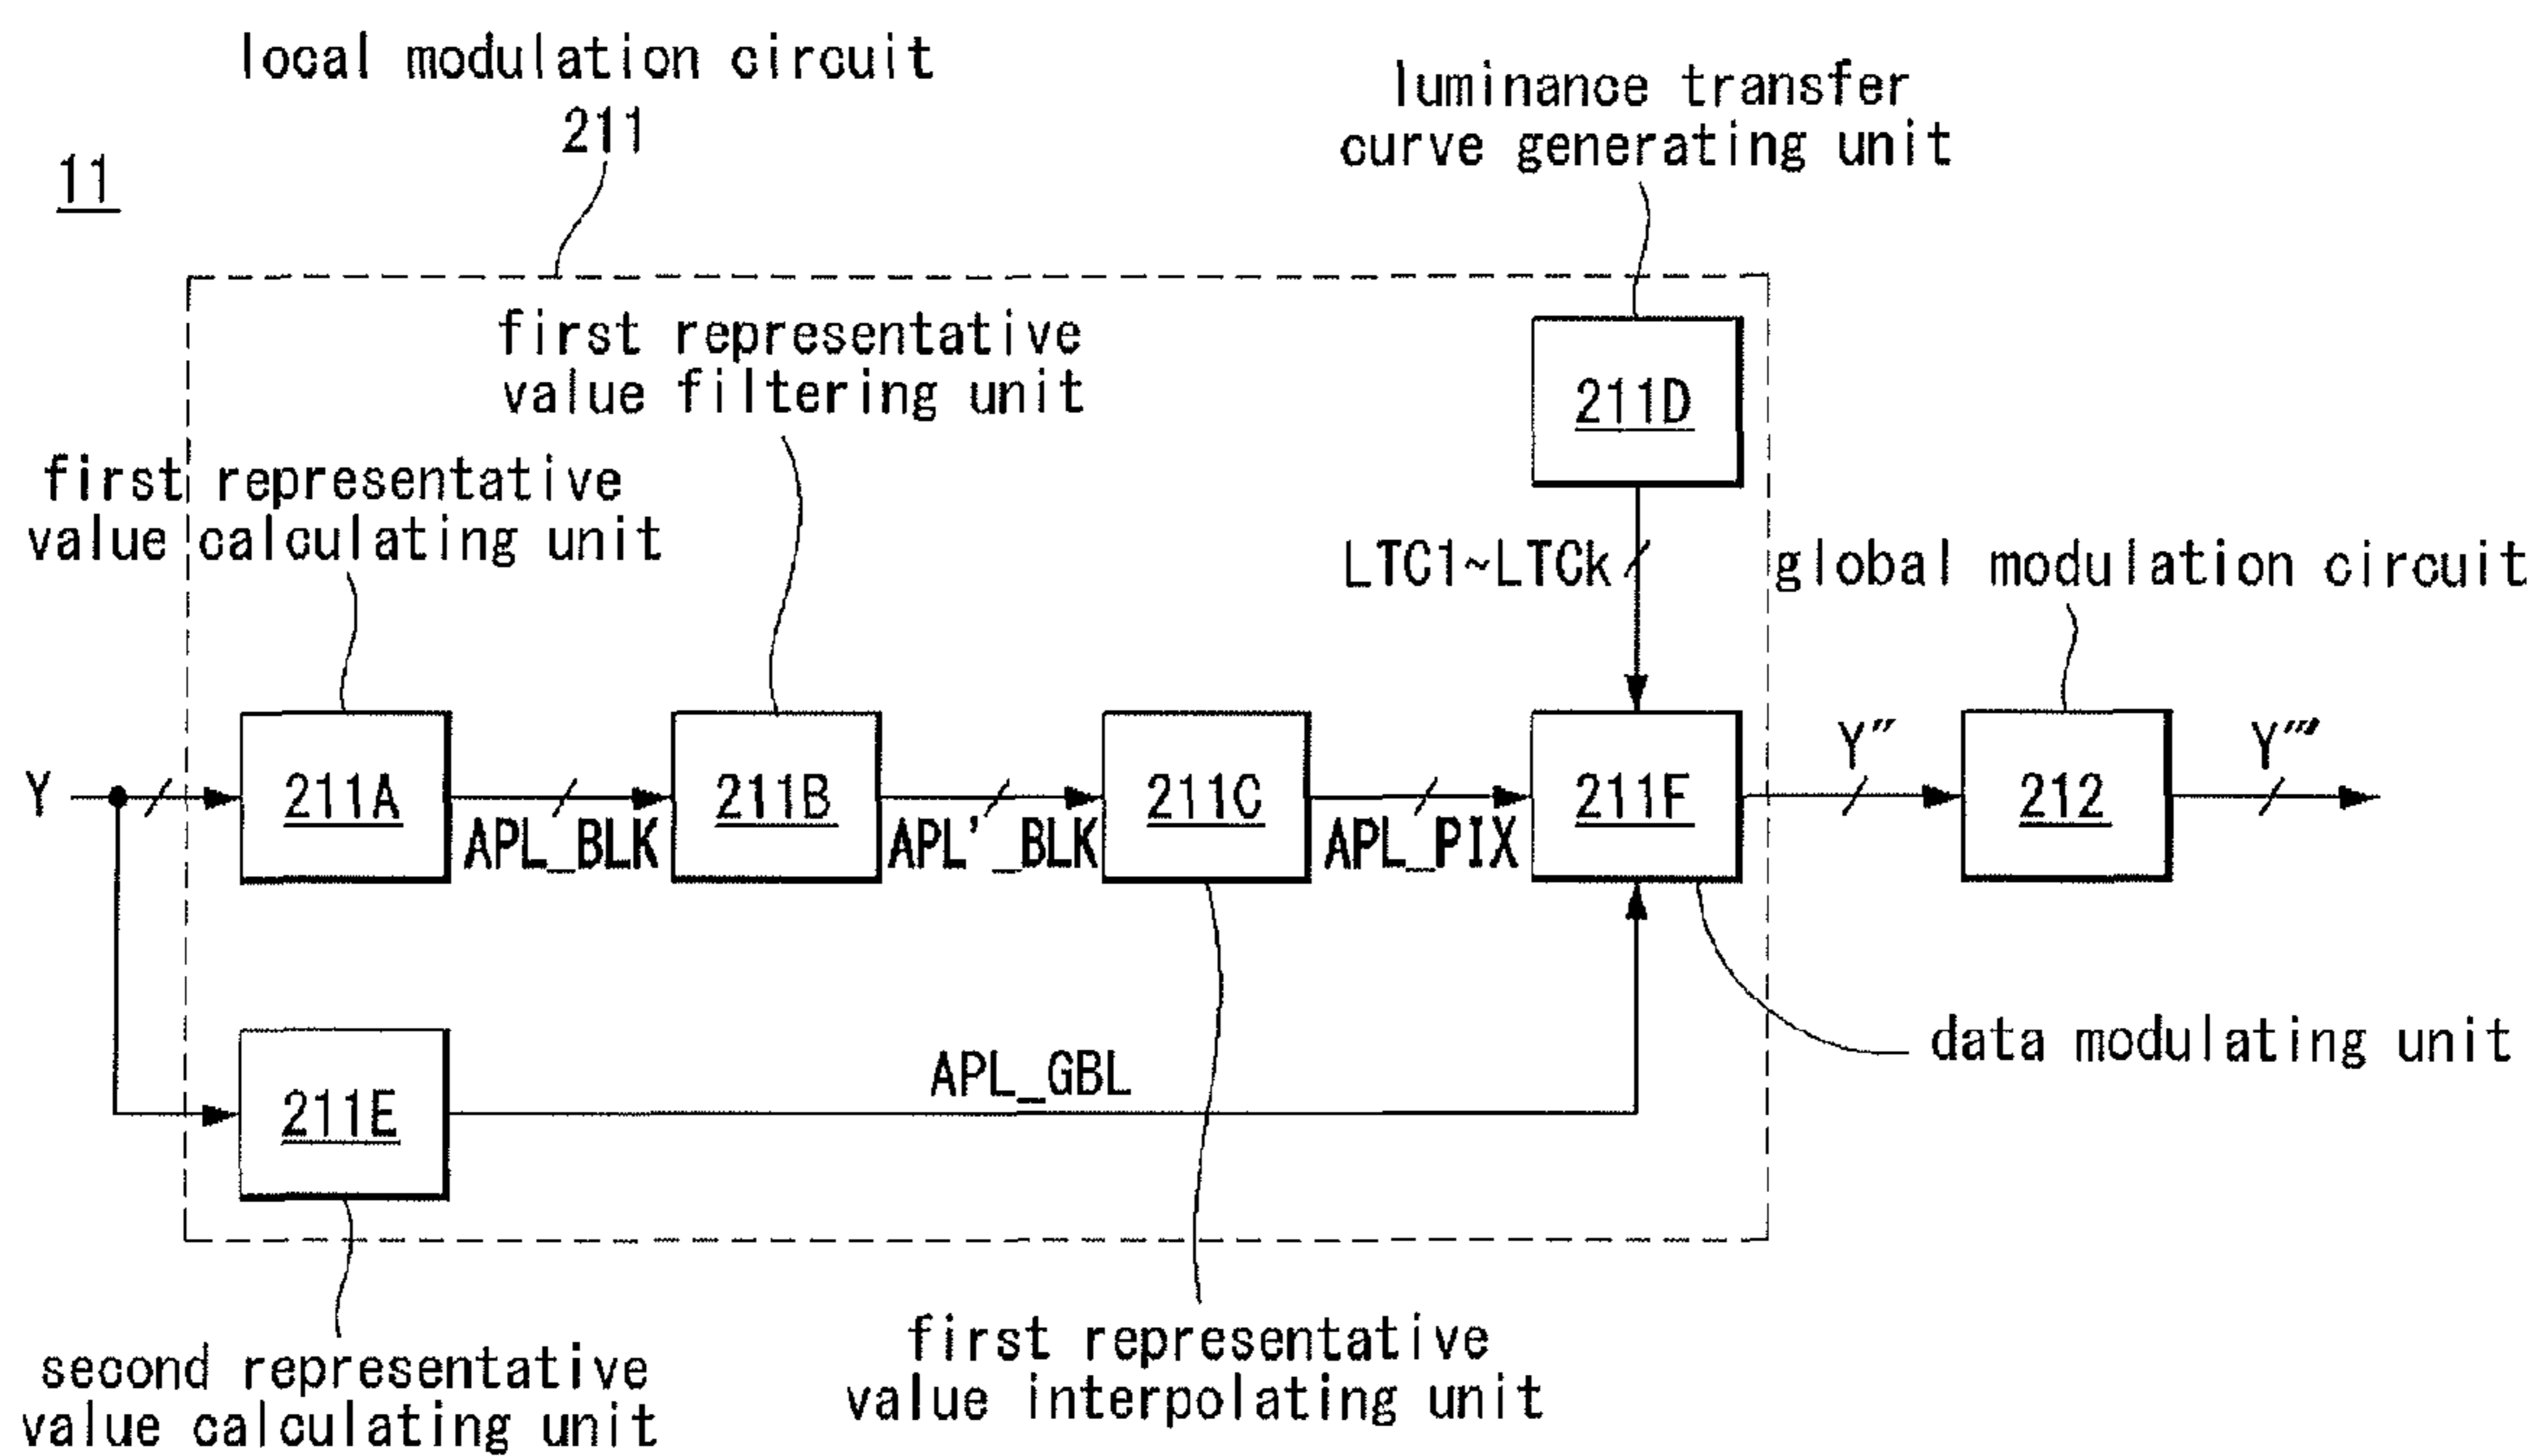 local modulation circuit
211
luminance transfer
curve generating unit
11
first representative
value filtering unit
211D
first representative
value calculating unit
LTC1~LTCk
global modulation circuit
Y
211A
APL_BLK
211B
APL'_BLK
211C
APL_PIX
211F
Y″
212
Y‴
211E
APL_GBL
data modulating unit
first representative
value interpolating unit
second representative
value calculating unit